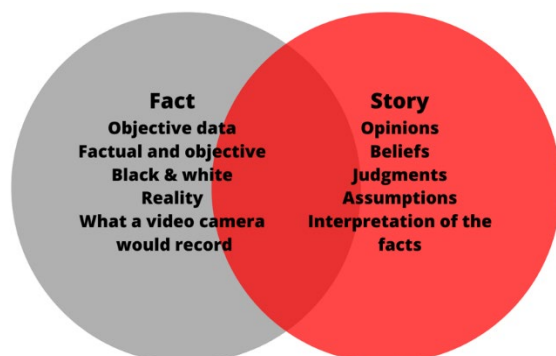 Fact
Objective data
Factual and objective
Black & white
Reality
What a video camera
would record
Story
Opinions
Beliefs
Judgments
Assumptions
Interpretation of the
facts